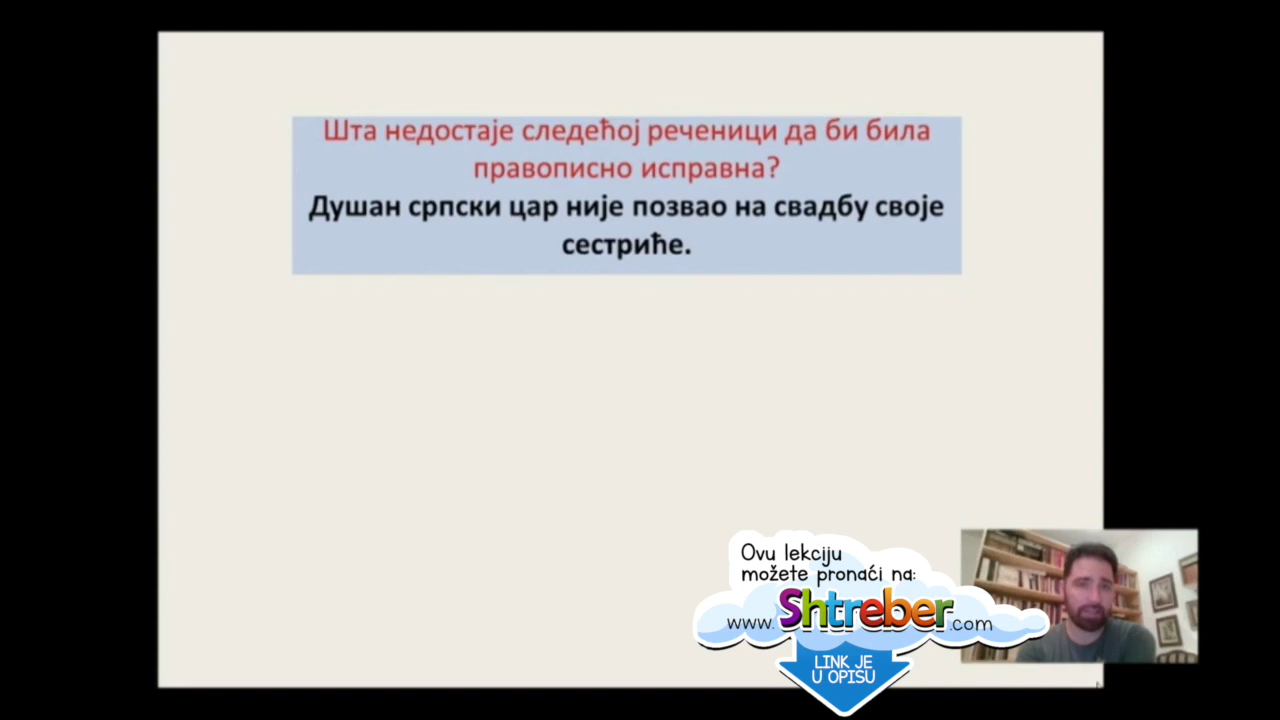 Шта недостаје следећој реченици да би била
правописно исправна?
Душан српски цар није позвао на свадбу своје
сестриће.
Ovu lekciju
možete pronaći na:
www.Shtreber.com
LINK JE
U OPISU